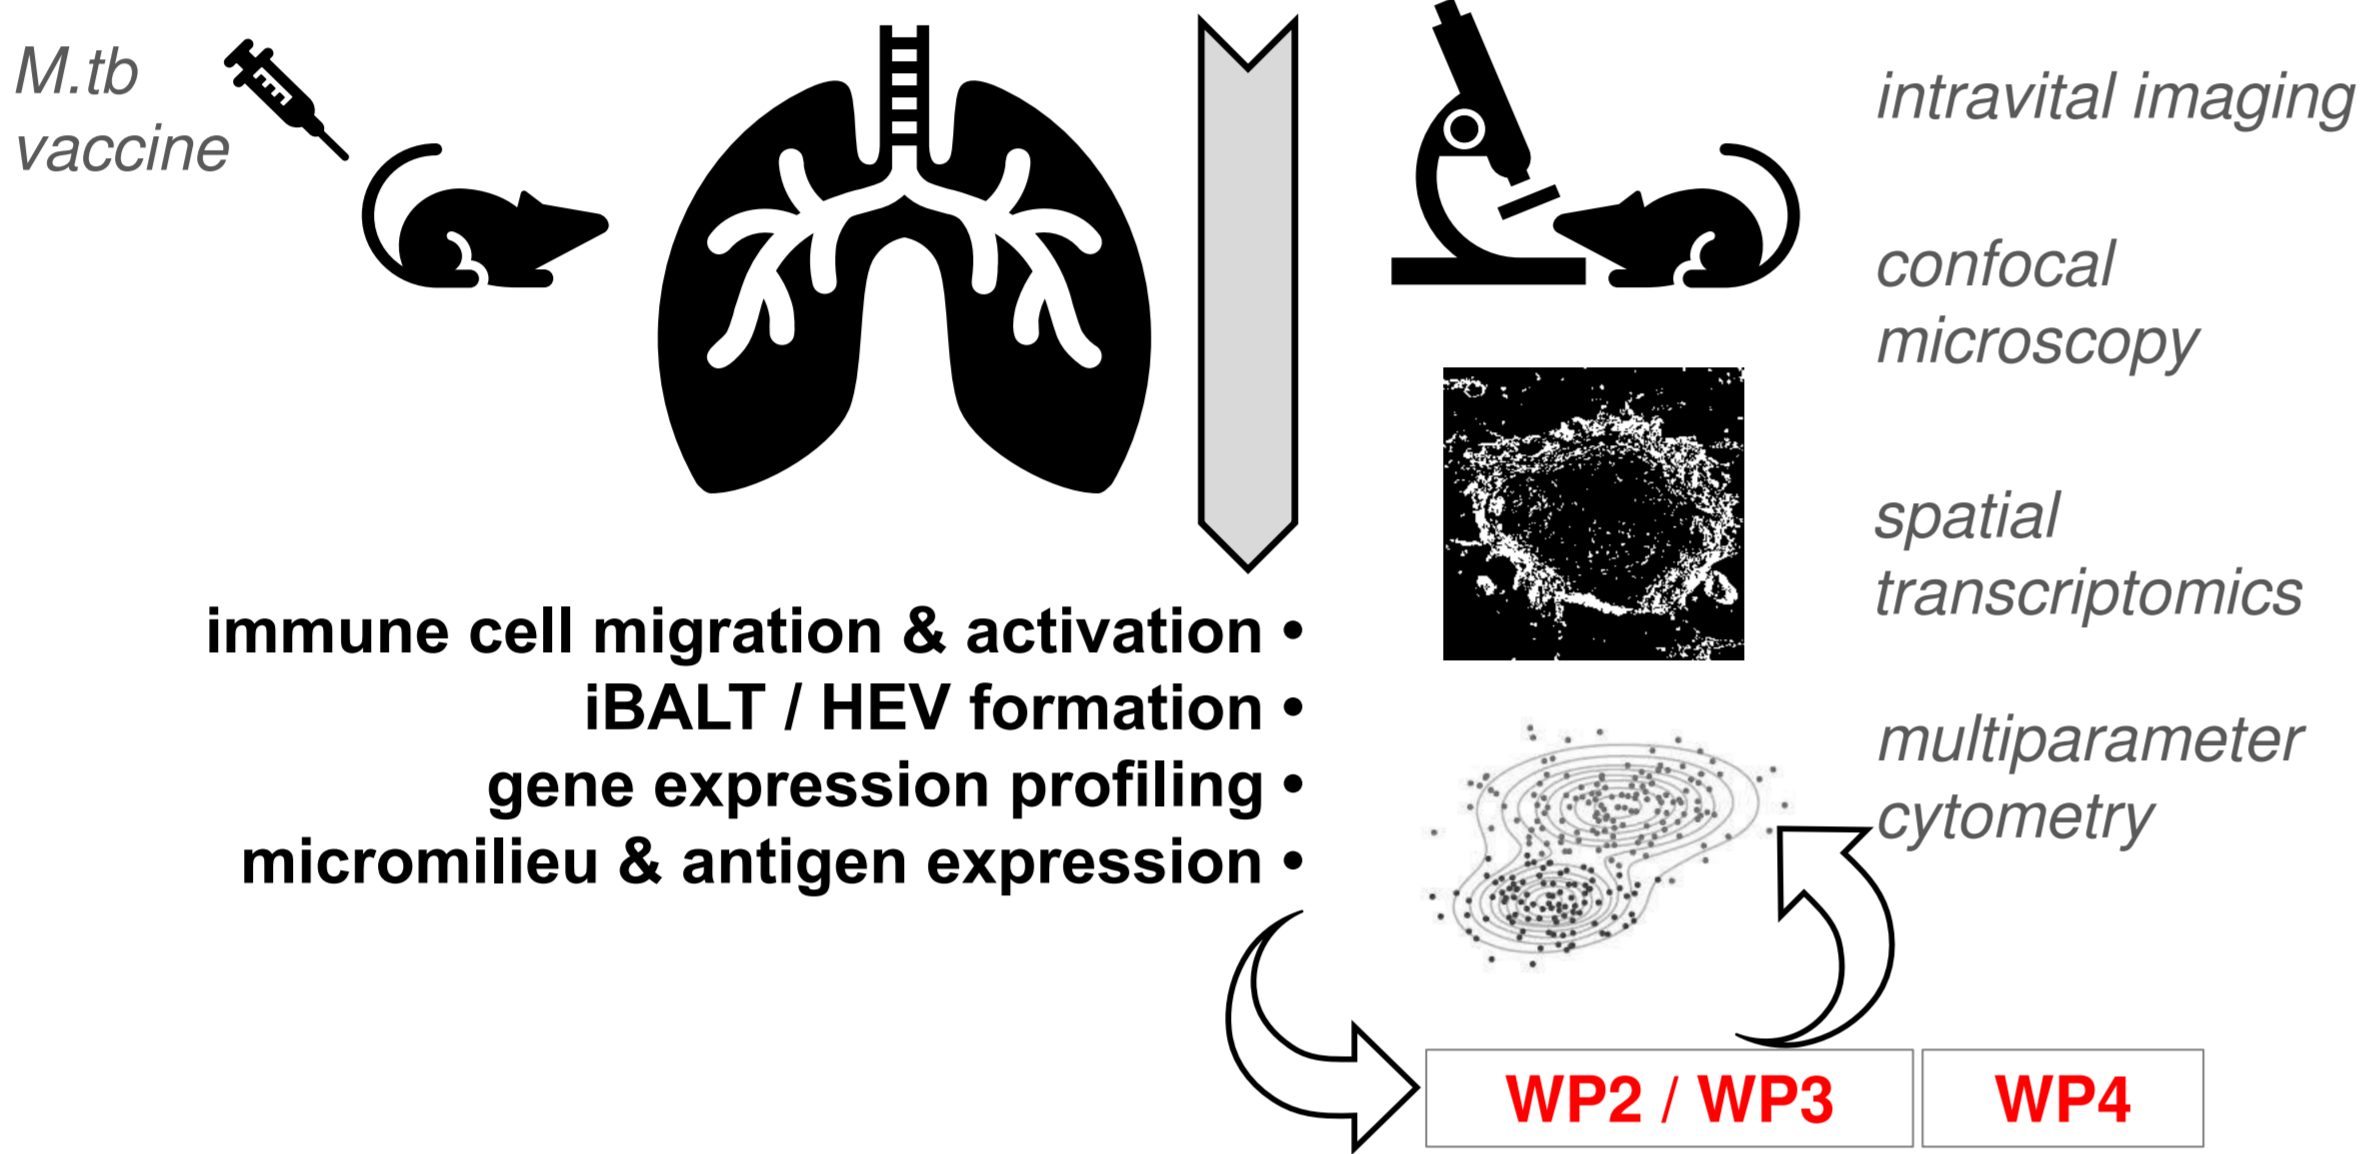 M.tb
vaccine
intravital imaging
confocal
microscopy
spatial
transcriptomics
multiparameter
cytometry
immune cell migration & activation •
iBALT / HEV formation •
gene expression profiling •
micromilieu & antigen expression •
WP2 / WP3
WP4